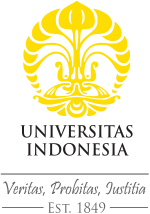 UNIVERSITAS
INDONESIA
Veritas, Probitas, Iustitia
EST. 1849